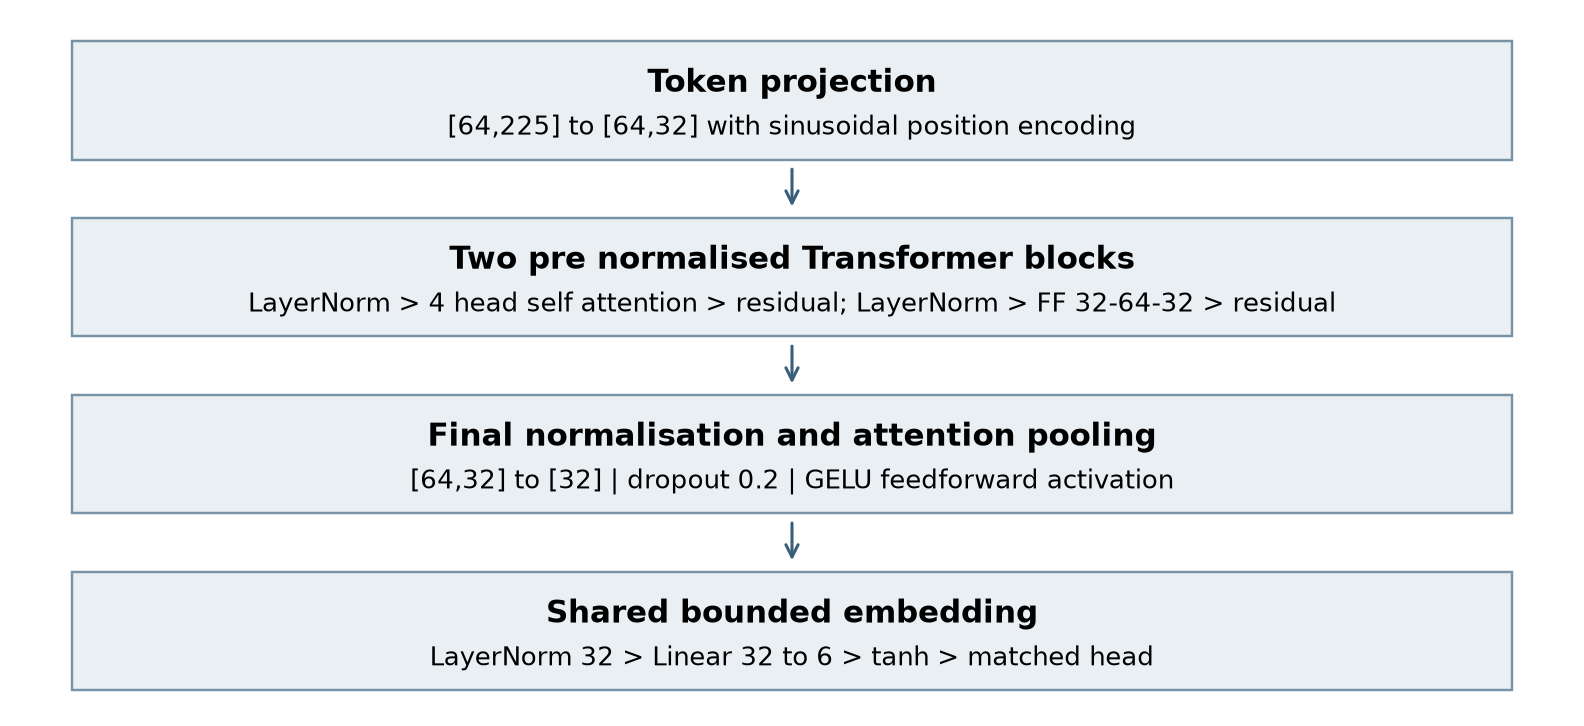 Token projection
[64,225] to [64,32] with sinusoidal position encoding
Two pre normalised Transformer blocks
LayerNorm > 4 head self attention > residual; LayerNorm > FF 32-64-32 > residual
Final normalisation and attention pooling
[64,32] to [32] | dropout 0.2 | GELU feedforward activation
Shared bounded embedding
LayerNorm 32 > Linear 32 to 6 > tanh > matched head